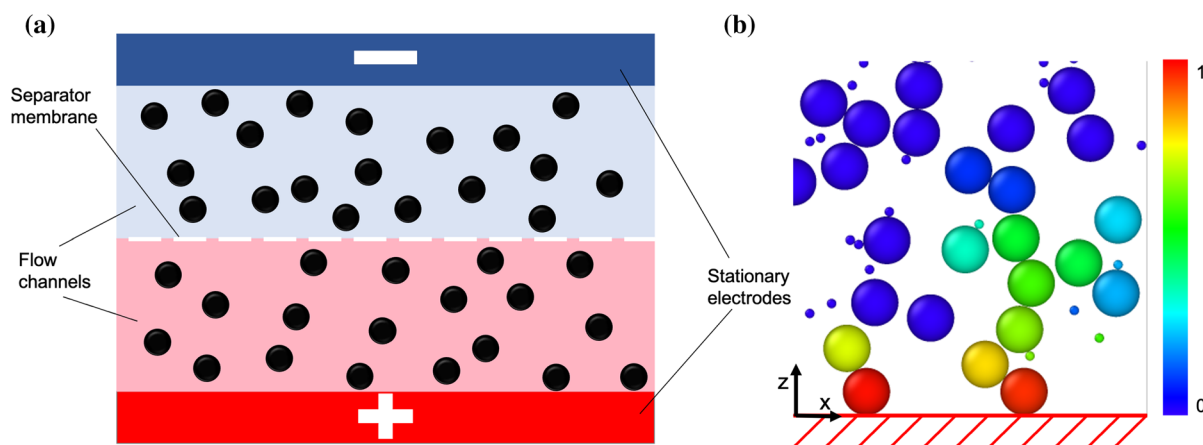 (a)
Separator
membrane
Flow
channels
Stationary
electrodes
(b)
1
0
z
x